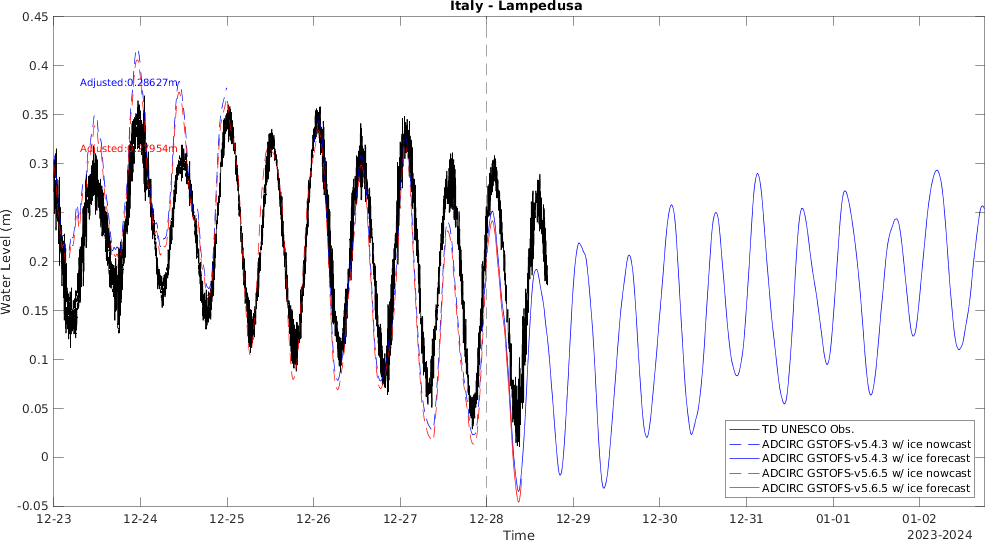 Italy - Lampedusa
0.45
0.4
0.35
0.3
0.25
0.2
0.15
0.1
0.05
0
-0.05
Water Level (m)
Adjusted:0.28627m
TD UNESCO Obs.
ADCIRC GSTOFS-v5.4.3 w/ ice nowcast
ADCIRC GSTOFS-v5.4.3 w/ ice forecast
ADCIRC GSTOFS-v5.6.5 w/ ice nowcast
ADCIRC GSTOFS-v5.6.5 w/ ice forecast
12-23 12-24 12-25 12-26 12-27 12-28 12-29 12-30 12-31 01-01 01-02
Time
2023-2024